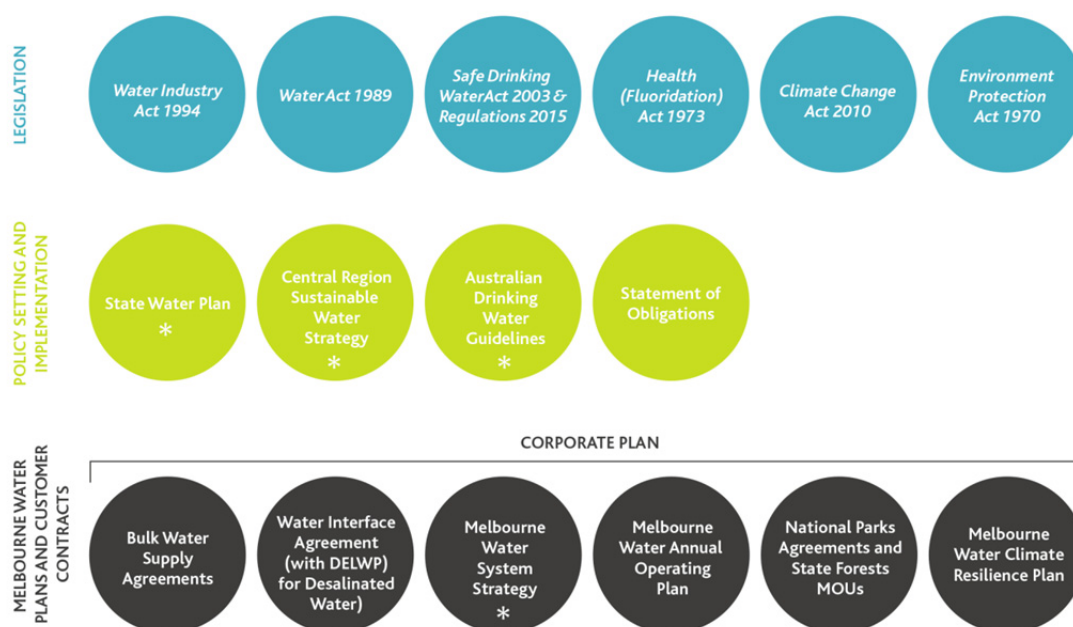 LEGISLATION
Water Industry
Act 1994
Water Act 1989
Safe Drinking
WaterAct 2003 &
Regulations 2015
Health
(Fluoridation)
Act 1973
Climate Change
Act 2010
Environment
Protection
Act 1970
POLICY SETTING AND
IMPLEMENTATION
State Water Plan
*
Central Region
Sustainable
Water
Strategy
*
Australian
Drinking
Water
Guidelines
*
Statement of
Obligations
MELBOURNE WATER
PLANS AND CUSTOMER
CONTRACTS
CORPORATE PLAN
Bulk Water
Supply
Agreements
Water Interface
Agreement
(with DELWP)
for Desalinated
Water)
Melbourne
Water
System
Strategy
*
Melbourne
Water Annual
Operating
Plan
National Parks
Agreements and
State Forests
MOUs
Melbourne
Water Climate
Resilience Plan